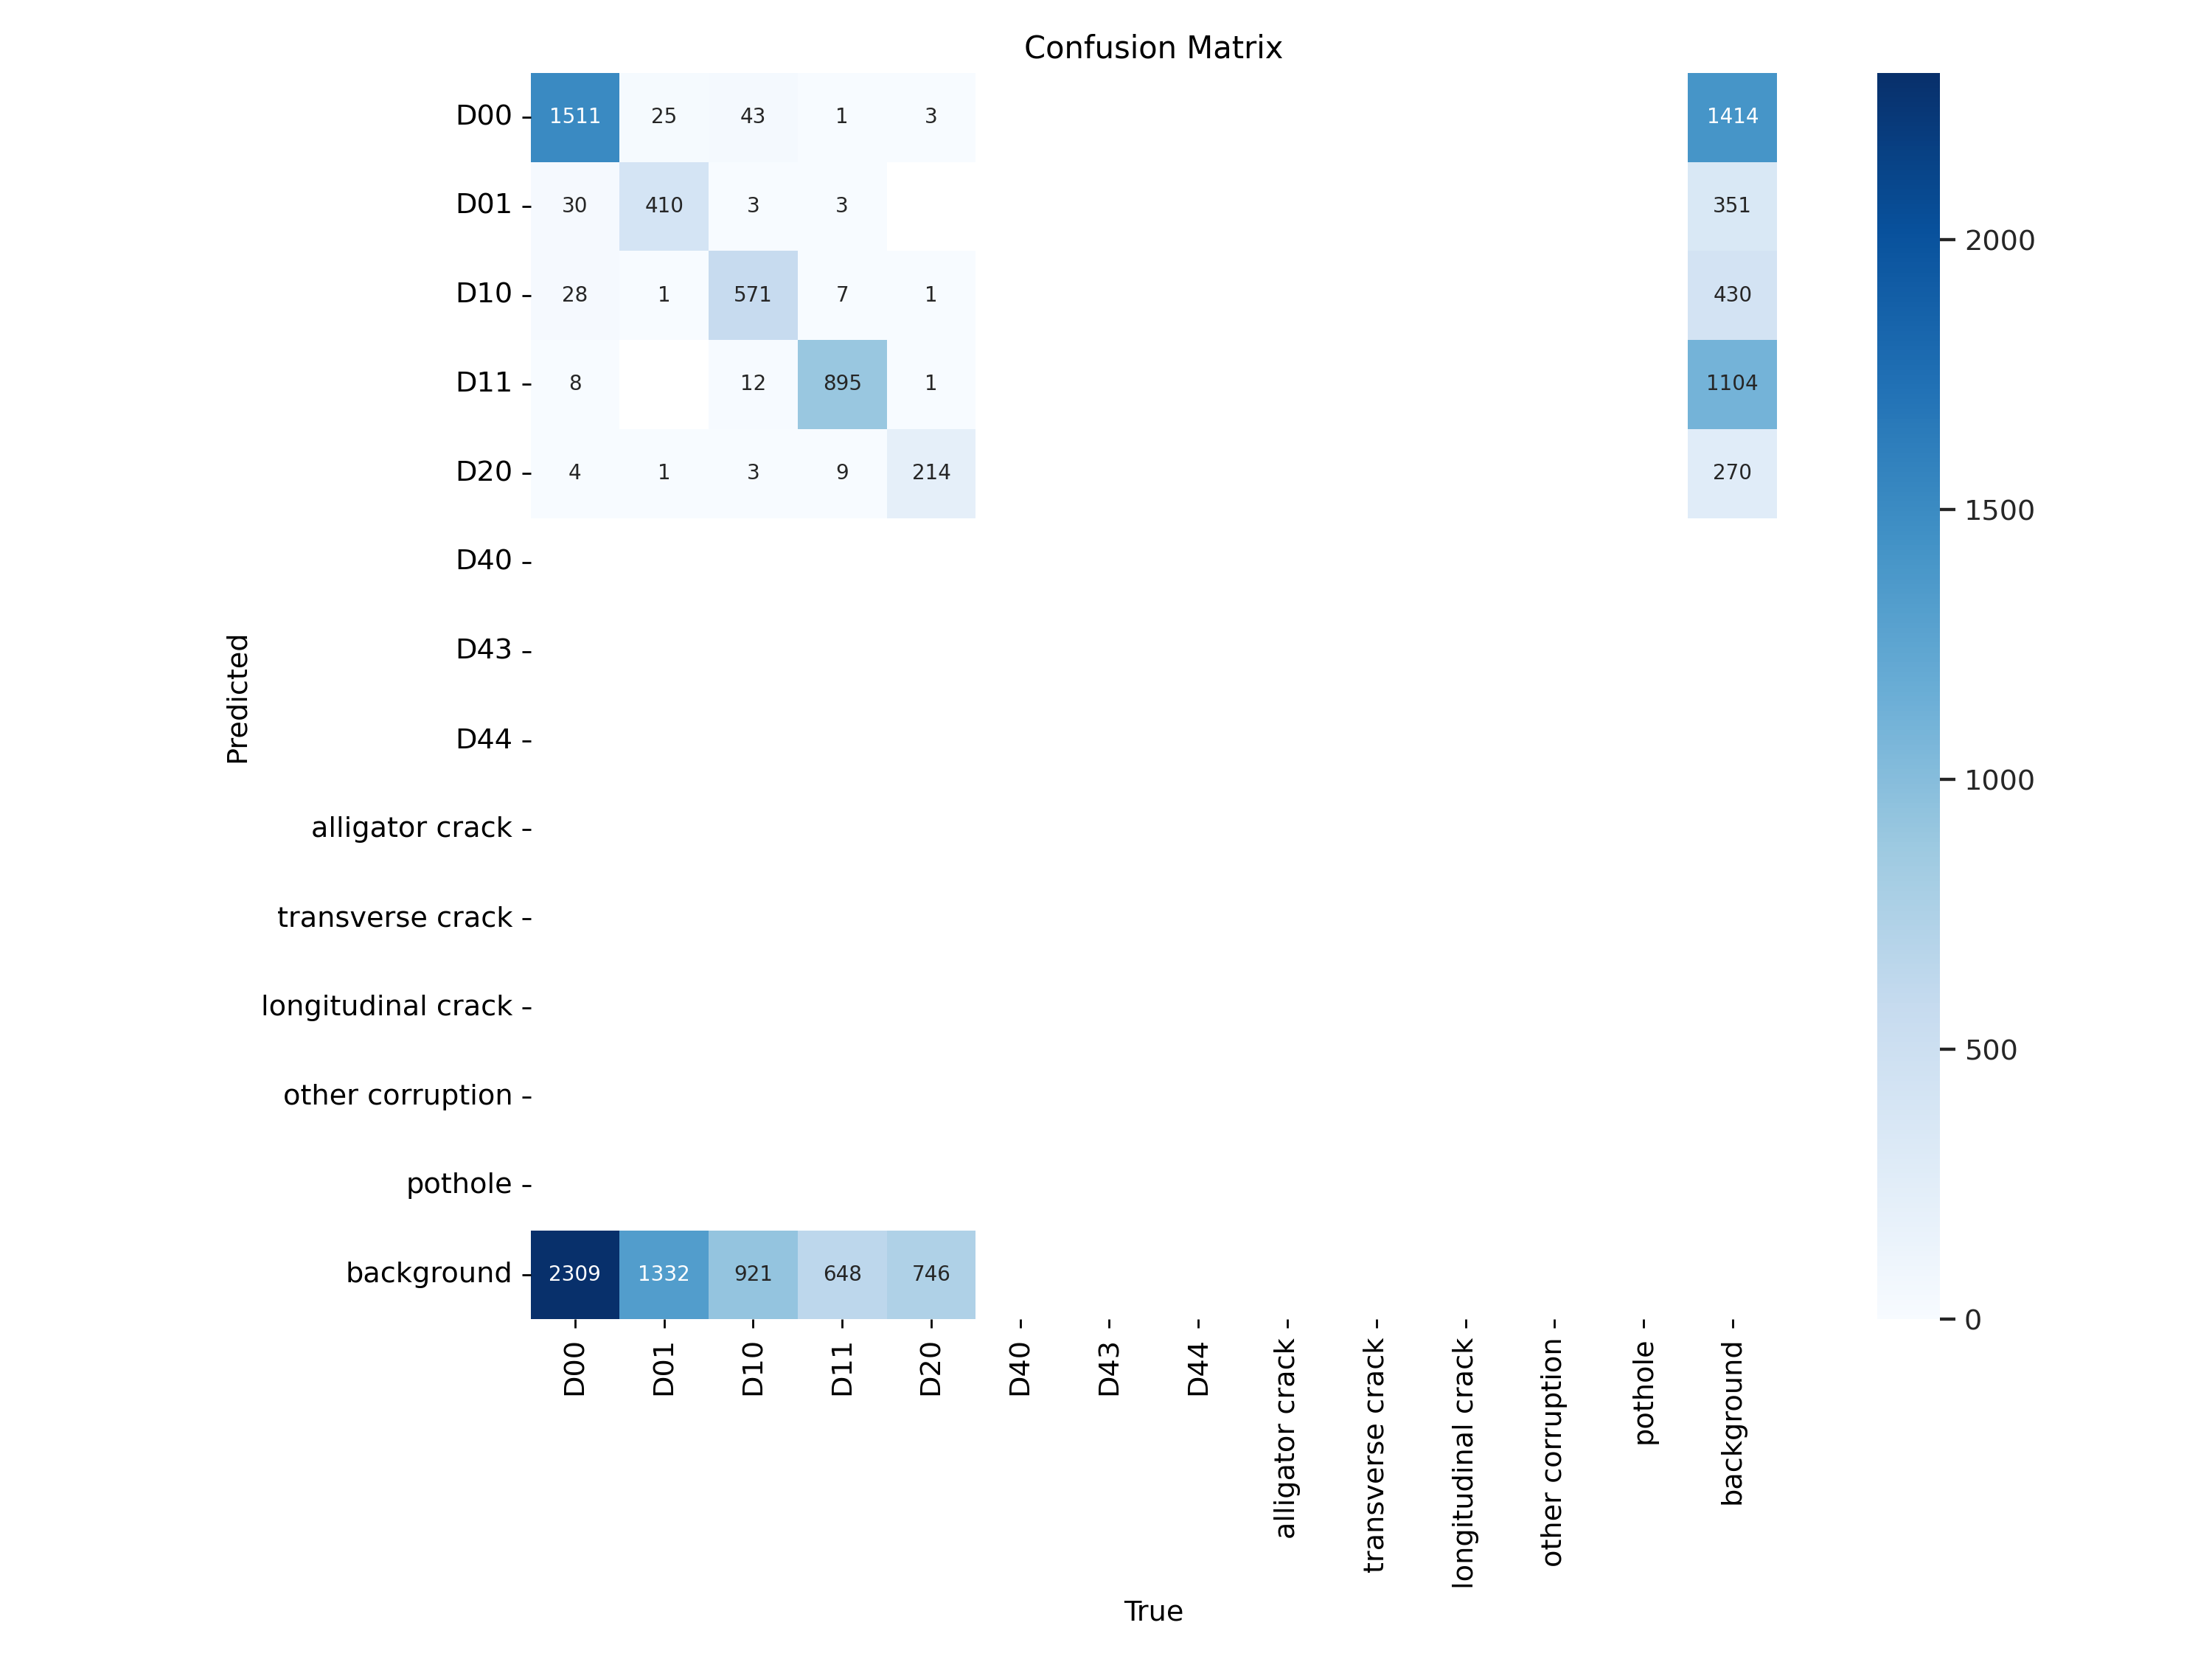 Confusion Matrix
D00 1511 25 43 1 3 1414
D01 30 410 3 3 351
D10 28 1 571 7 1 430
D11 8 12 895 1 1104
D20 4 1 3 9 214 270
D40
D43
D44
alligator crack
transverse crack
longitudinal crack
other corruption
pothole
background 2309 1332 921 648 746
D00 D01 D10 D11 D20 D40 D43 D44 alligator crack transverse crack longitudinal crack other corruption pothole background
True
Predicted
2000
1500
1000
500
0